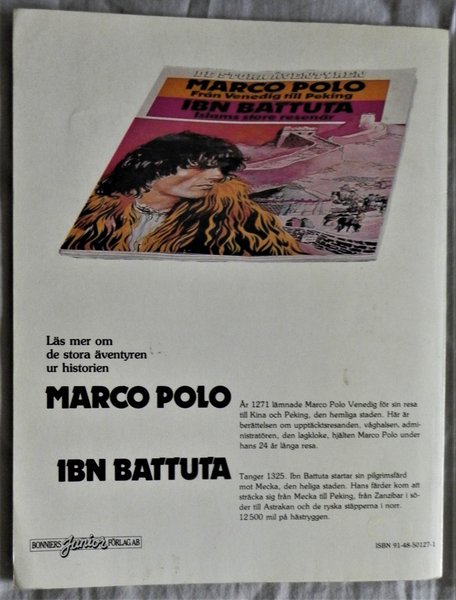 DE STORA ÄVENTYREN
MARCO POLO
Från Venedig till Peking
IBN BATTUTA
Islams store resenär
Läs mer om
de stora äventyren
ur historien
MARCO POLO
År 1271 lämnade Marco Polo Venedig för sin resa
till Kina och Peking, den hemliga staden. Här är
berättelsen om upptäcktsresanden, våghalsen, admi-
nistratören, den lagkloke, hjälten Marco Polo under
hans 24 år långa resa.
IBN BATTUTA
Tanger 1325. Ibn Battuta startar sin pilgrimsfärd
mot Mecka, den heliga staden. Hans färder kom att
sträcka sig från Mecka till Peking, från Zanzibar i sö-
der till Astrakan och de ryska stäpperna i norr.
12 500 mil på hästryggen.
BONNIERS Junior FÖRLAG AB
ISBN 91-48-50127-1